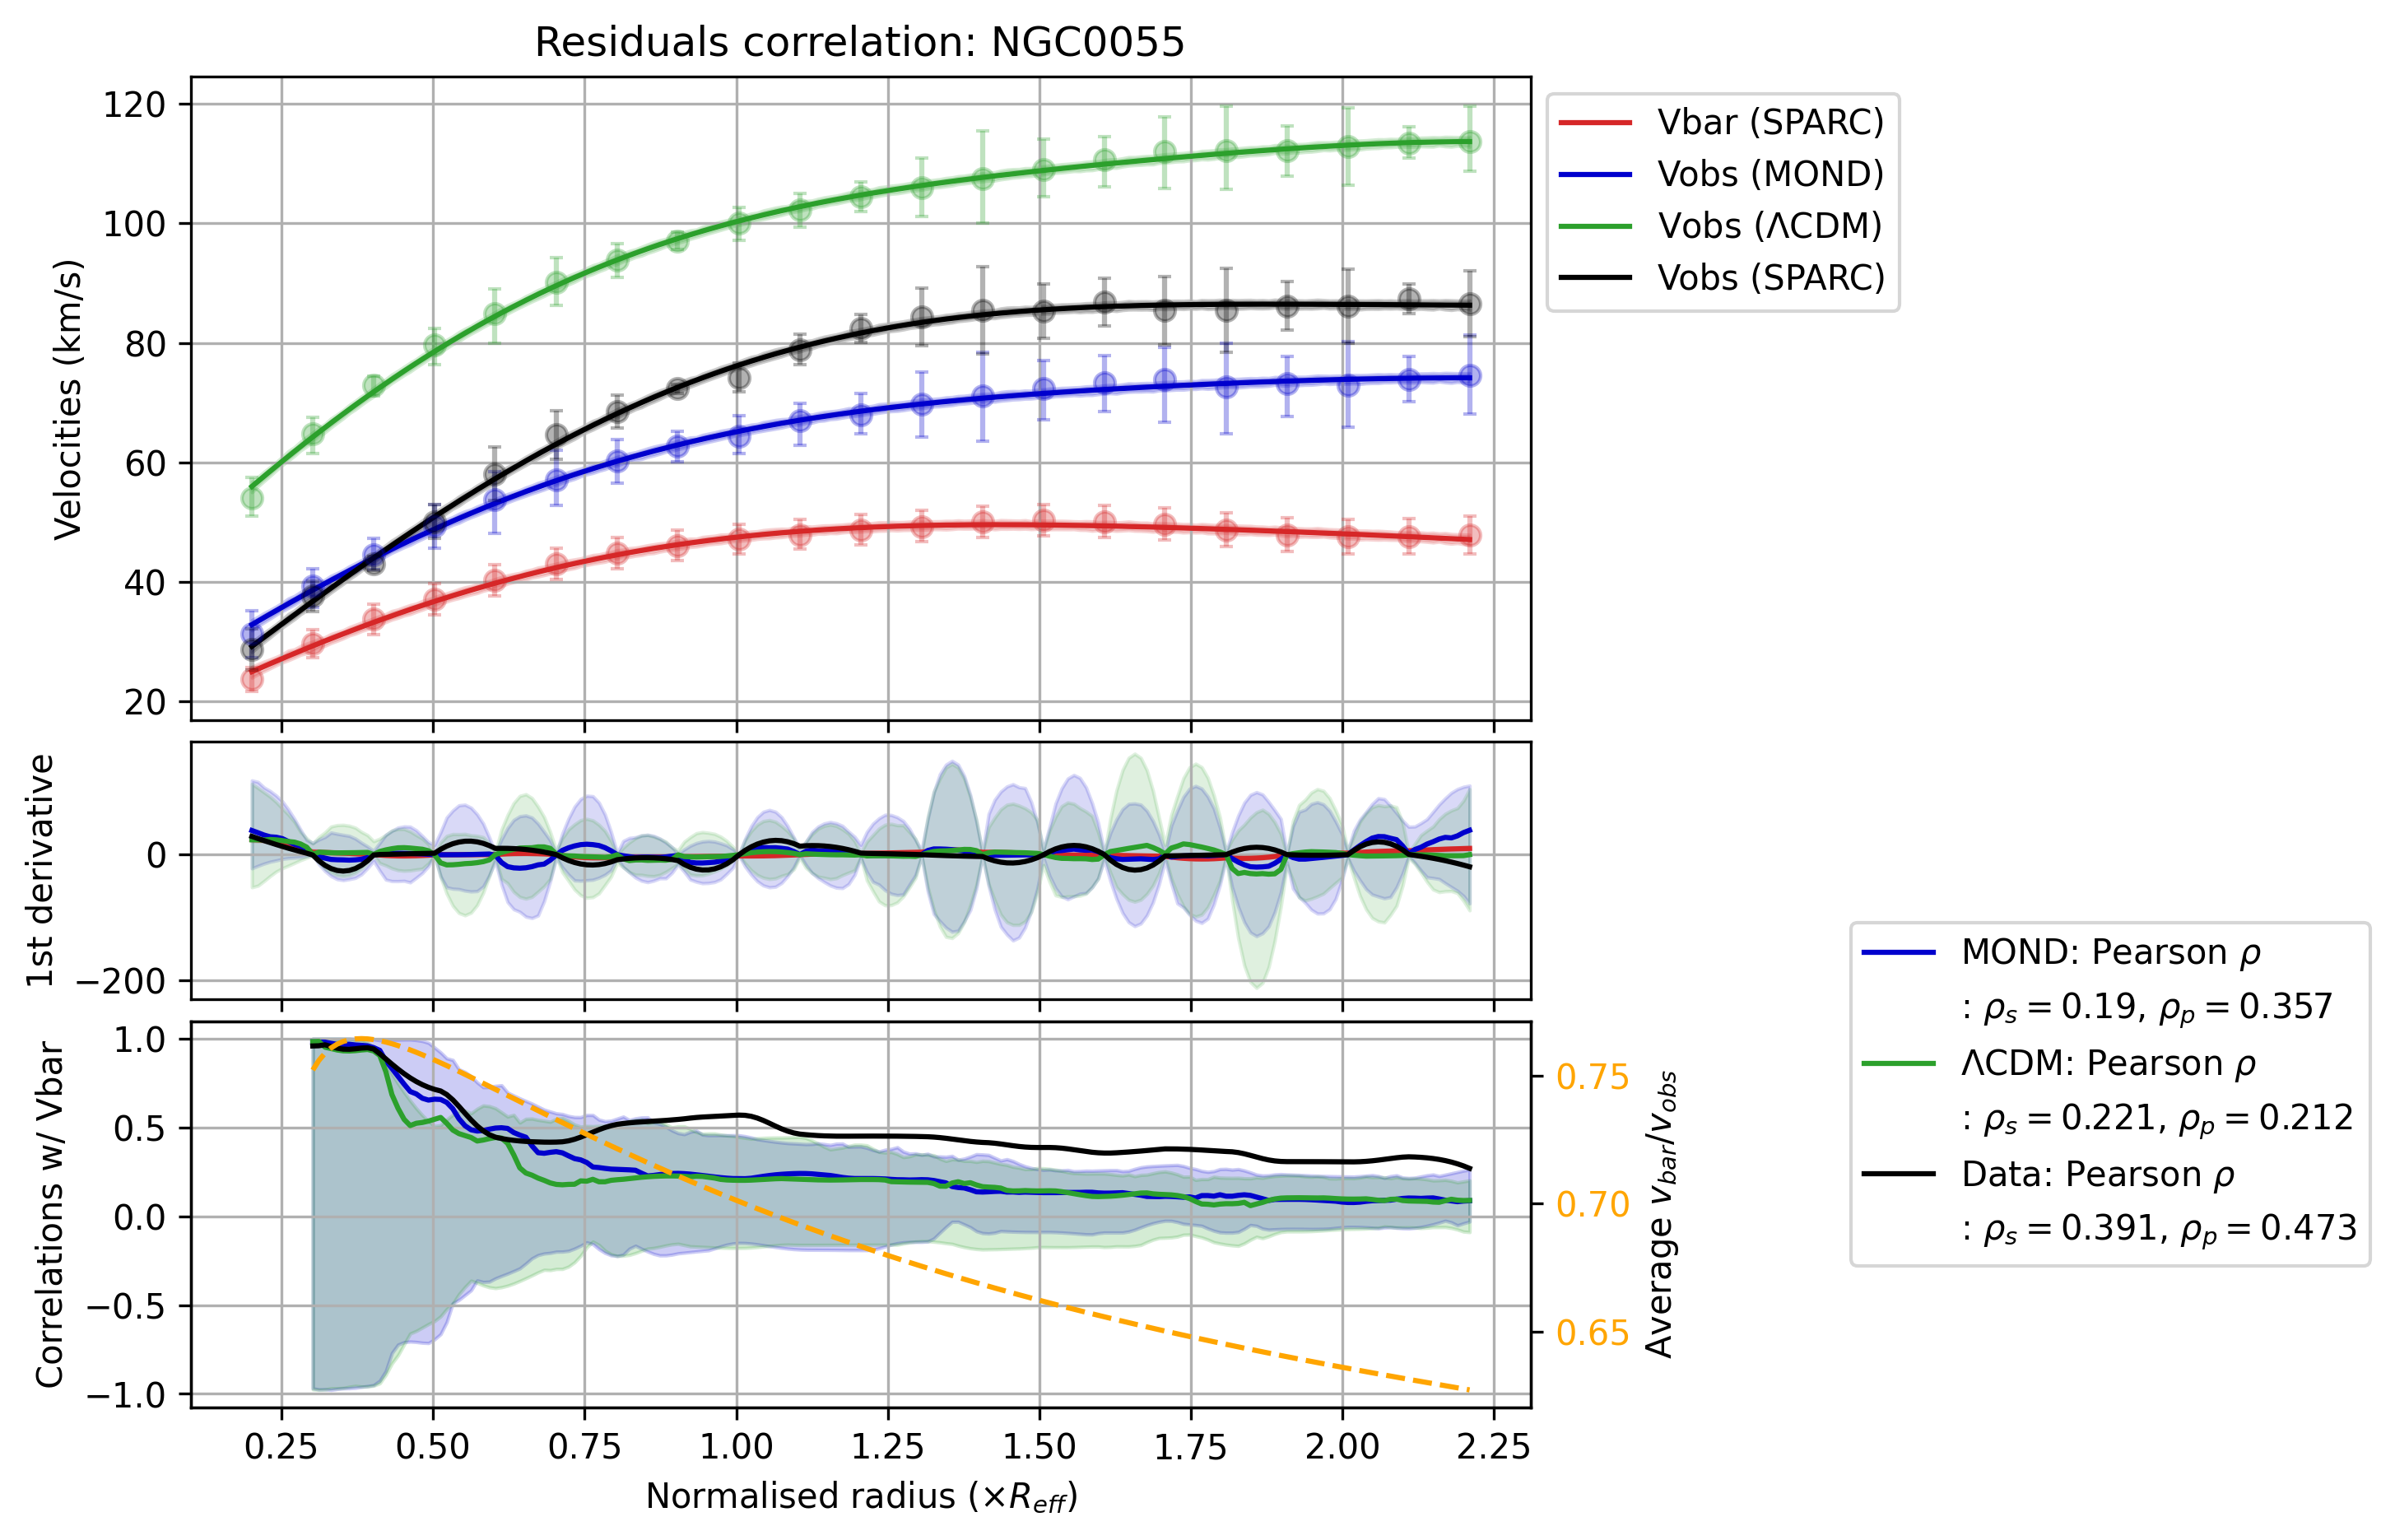 Residuals correlation: NGC0055
Velocities (km/s)
120
100
80
60
40
20
Vbar (SPARC)
Vobs (MOND)
Vobs (ΛCDM)
Vobs (SPARC)
1st derivative
0
−200
Correlations w/ Vbar
1.0
0.5
0.0
−0.5
−1.0
0.75
0.70
0.65
Average v_bar/v_obs
MOND: Pearson ρ
: ρ_s = 0.19, ρ_p = 0.357
ΛCDM: Pearson ρ
: ρ_s = 0.221, ρ_p = 0.212
Data: Pearson ρ
: ρ_s = 0.391, ρ_p = 0.473
0.25 0.50 0.75 1.00 1.25 1.50 1.75 2.00 2.25
Normalised radius (×R_eff)